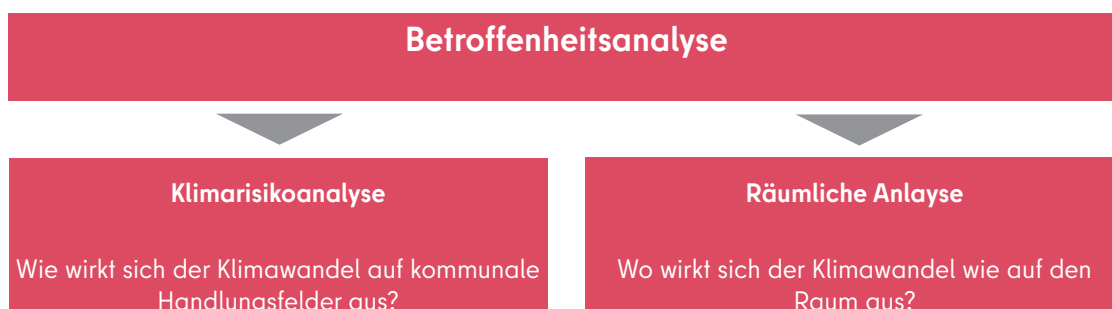 Betroffenheitsanalyse
Klimarisikoanalyse
Wie wirkt sich der Klimawandel auf kommunale
Handlungsfelder aus?
Räumliche Anlayse
Wo wirkt sich der Klimawandel wie auf den
Raum aus?